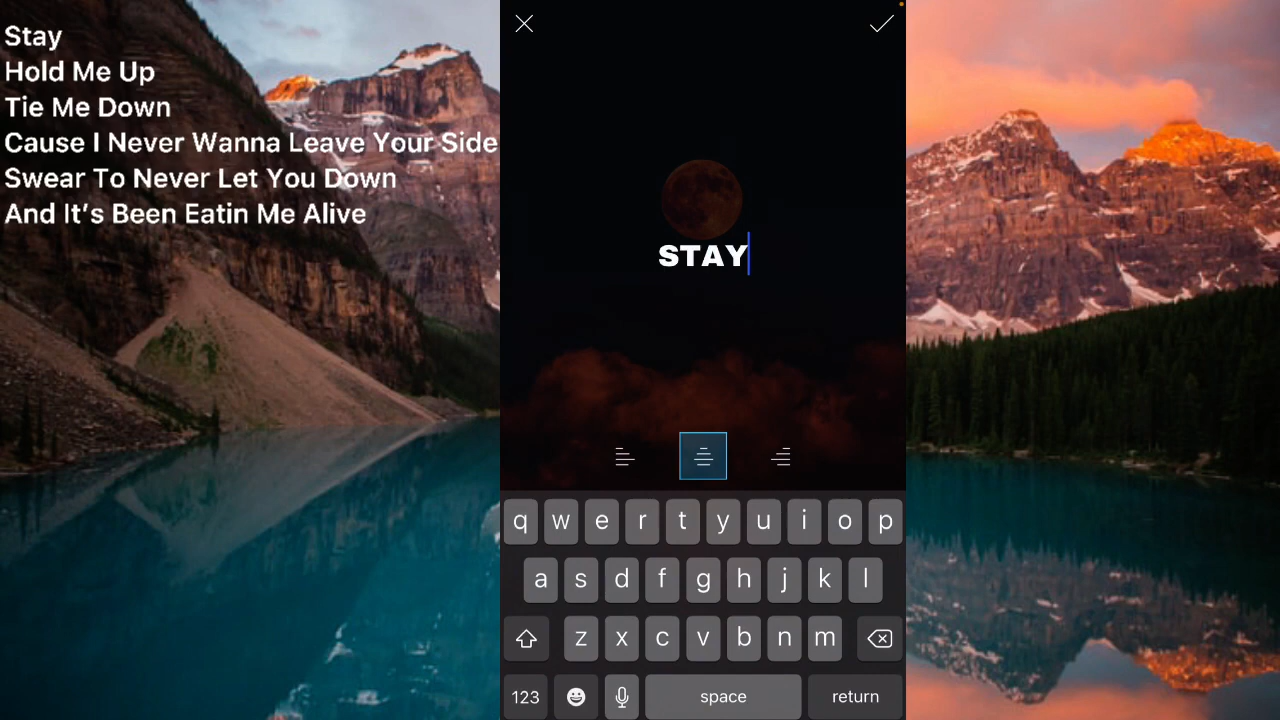 Stay
Hold Me Up
Tie Me Down
Cause I Never Wanna Leave Your Side
Swear To Never Let You Down
And It’s Been Eatin Me Alive
STAY
q w e r t y u i o p
a s d f g h j k l
z x c v b n m
123 space return